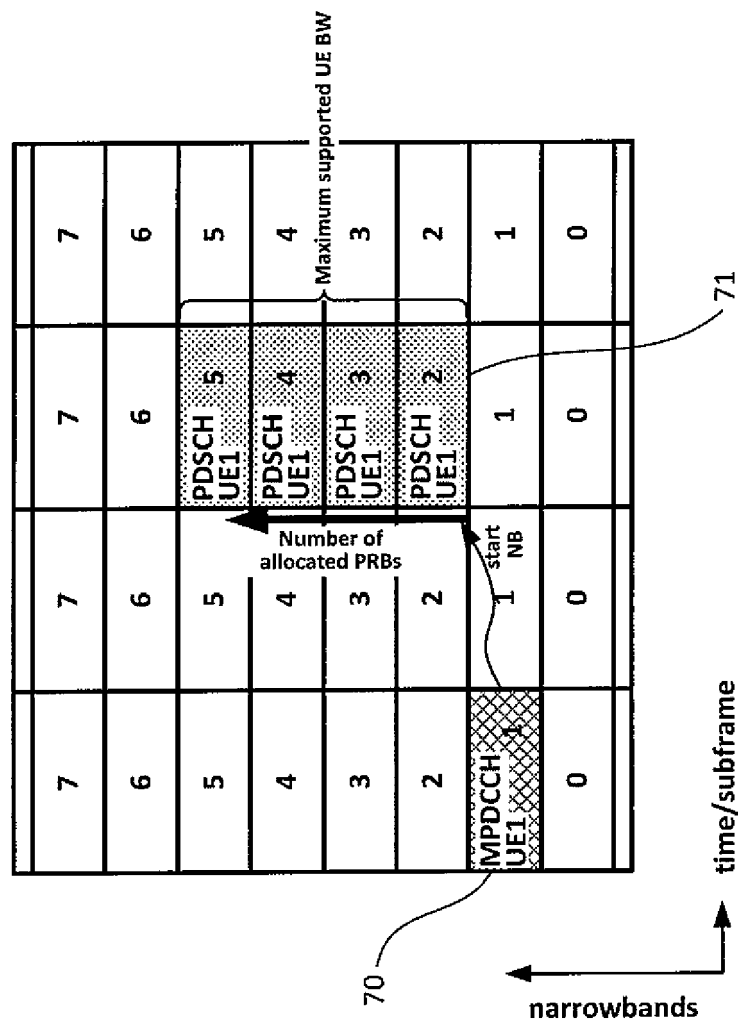 7 7 7 7
6 6 6 6
5 5 PDSCH UE1 5 5
4 4 PDSCH UE1 4 4
3 3 PDSCH UE1 3 3
2 2 PDSCH UE1 2 2
MPDCCH UE1 1 1 1 1
0 0 0 0
Number of
allocated PRBs
start
NB
Maximum supported UE BW
70
71
narrowbands
time/subframe